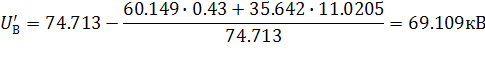 U′В = 74.713 − (60.149 · 0.43 + 35.642 · 11.0205) / 74.713 = 69.109кВ